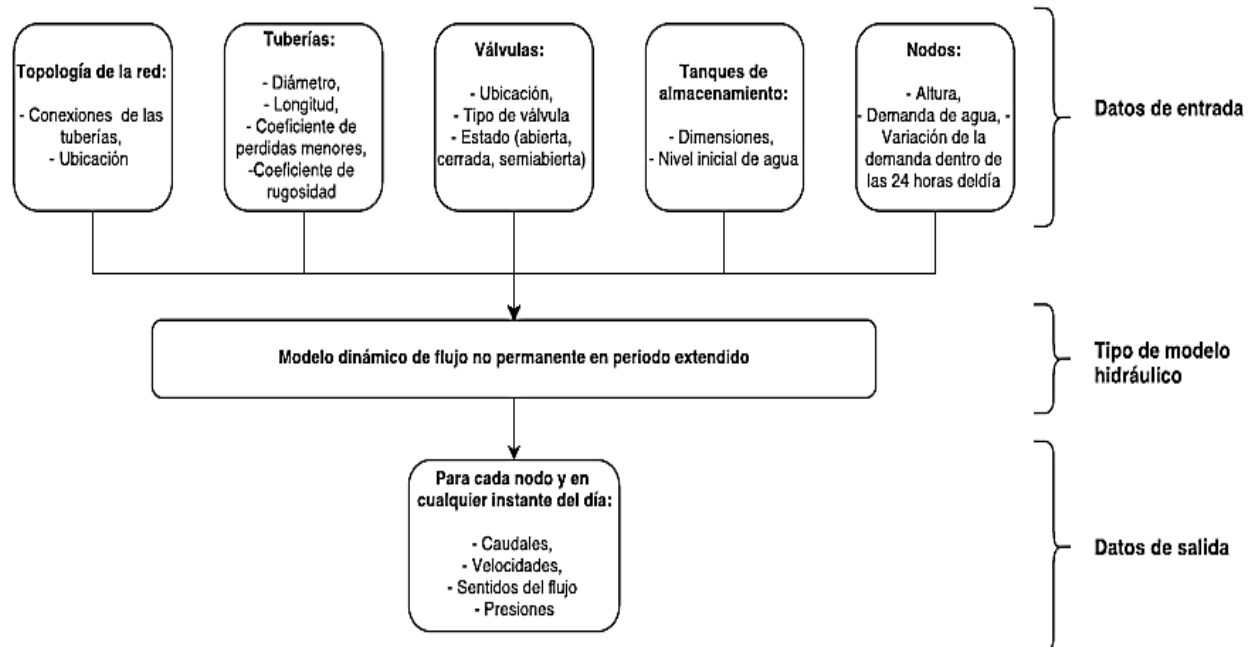 Topología de la red:
- Conexiones de las
tuberías,
- Ubicación
Tuberías:
- Diámetro,
- Longitud,
- Coeficiente de
perdidas menores,
-Coeficiente de
rugosidad
Válvulas:
- Ubicación,
- Tipo de válvula
- Estado (abierta,
cerrada, semiabierta)
Tanques de
almacenamiento:
- Dimensiones,
- Nivel inicial de agua
Nodos:
- Altura,
- Demanda de agua, -
Variación de la
demanda dentro de
las 24 horas deldía
Datos de entrada
Modelo dinámico de flujo no permanente en periodo extendido
Tipo de modelo
hidráulico
Para cada nodo y en
cualquier instante del día:
- Caudales,
- Velocidades,
- Sentidos del flujo
- Presiones
Datos de salida